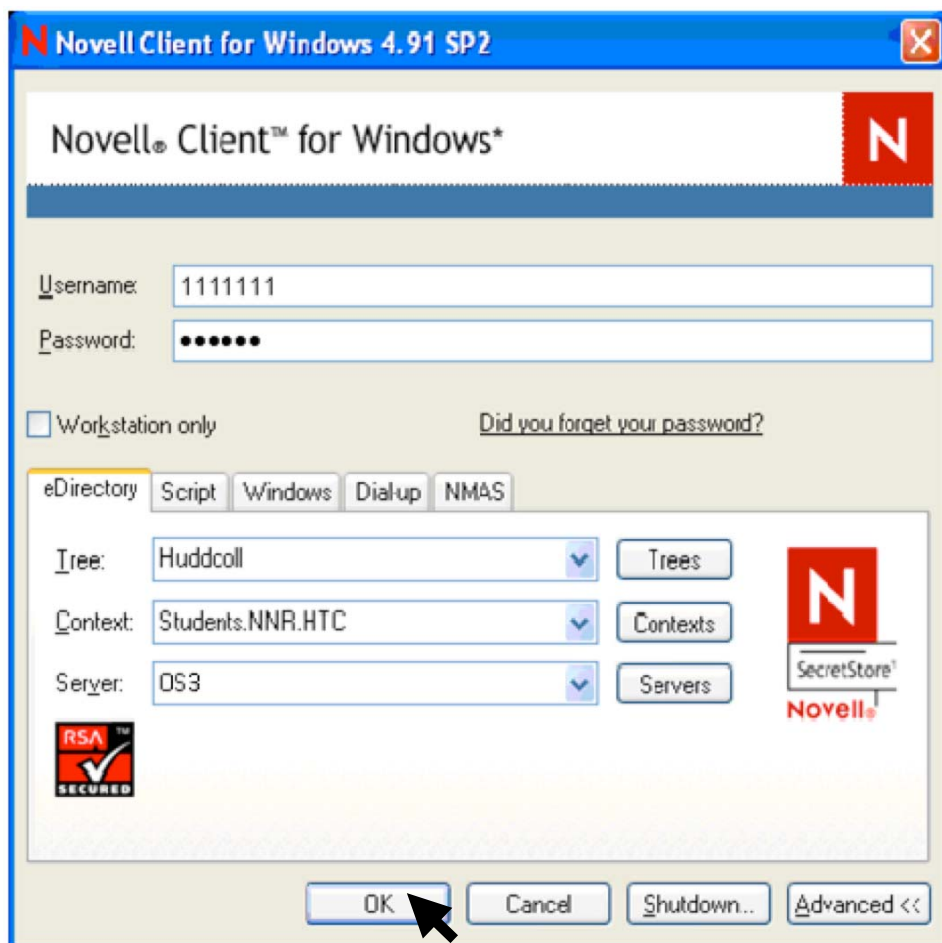 N Novell Client for Windows 4.91 SP2
Novell® Client™ for Windows*
N
Username: 1111111
Password: ••••••
Workstation only
Did you forget your password?
eDirectory Script Windows Dial-up NMAS
Tree: Huddcoll Trees
Context: Students.NNR.HTC Contexts
Server: OS3 Servers
N
SecretStore
Novell®
RSA ™
SECURED
OK Cancel Shutdown... Advanced <<